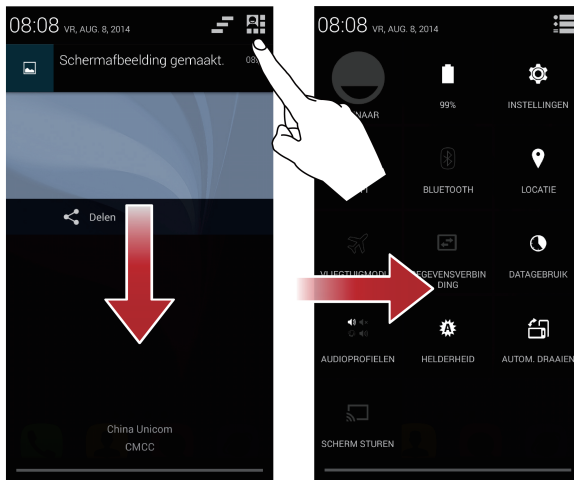 08:08 VR, AUG. 8, 2014
Schermafbeelding gemaakt.
Delen
China Unicom
CMCC
08:08 VR, AUG. 8, 2014
99%
INSTELLINGEN
BLUETOOTH
LOCATIE
DATAGEBRUIK
DING
AUDIOPROFIELEN
HELDERHEID
AUTOM. DRAAIEN
SCHERM STUREN